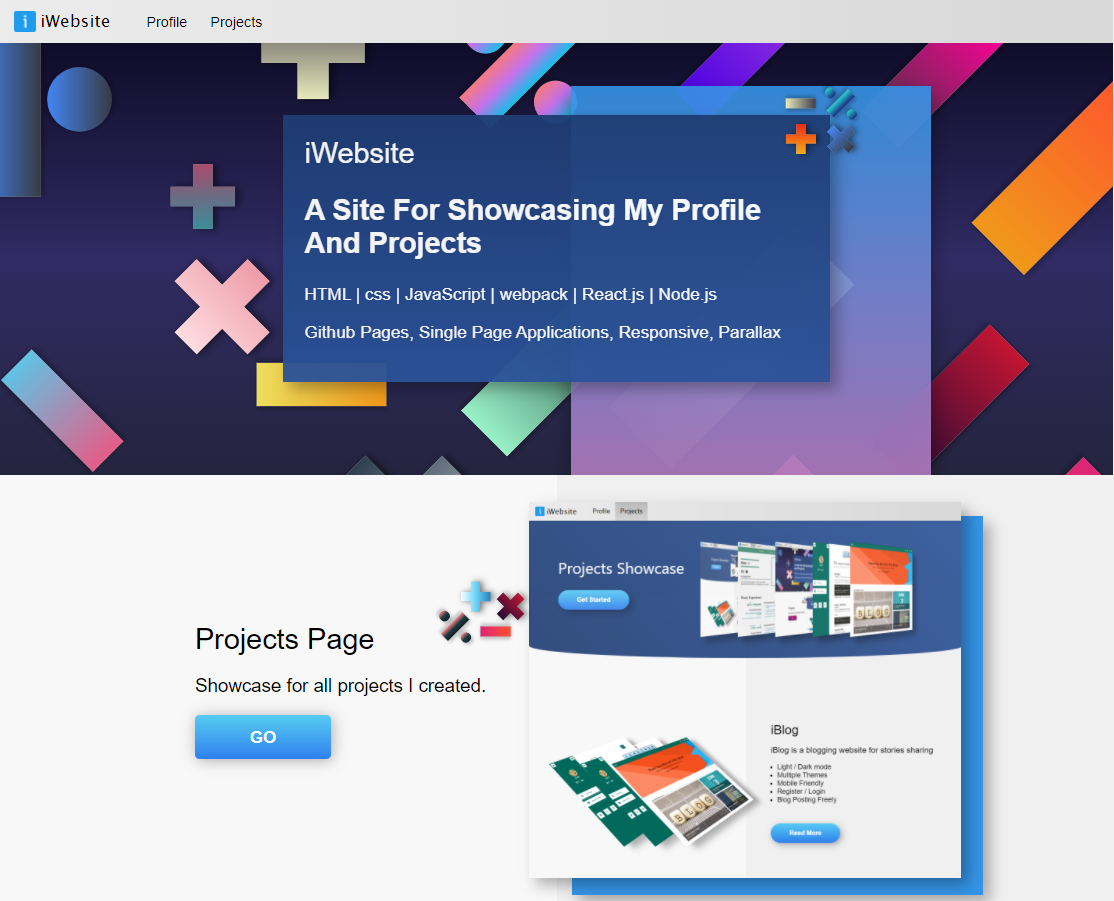 i iWebsite Profile Projects
iWebsite
A Site For Showcasing My Profile
And Projects
HTML | css | JavaScript | webpack | React.js | Node.js
Github Pages, Single Page Applications, Responsive, Parallax
Projects Page
Showcase for all projects I created.
GO
i iWebsite Profile Projects
Projects Showcase
Get Started
BLOG
iBlog
iBlog is a blogging website for stories sharing
Light / Dark mode
Multiple Themes
Mobile Friendly
Register / Login
Blog Posting Freely
BLOG
Read More